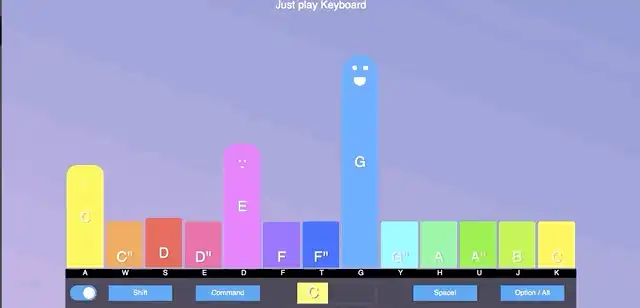 Just play Keyboard
C C" D D" E F F" G G" A A" B C
A W S E D F T G Y H U J K
Shift Command C Space! Option / Alt